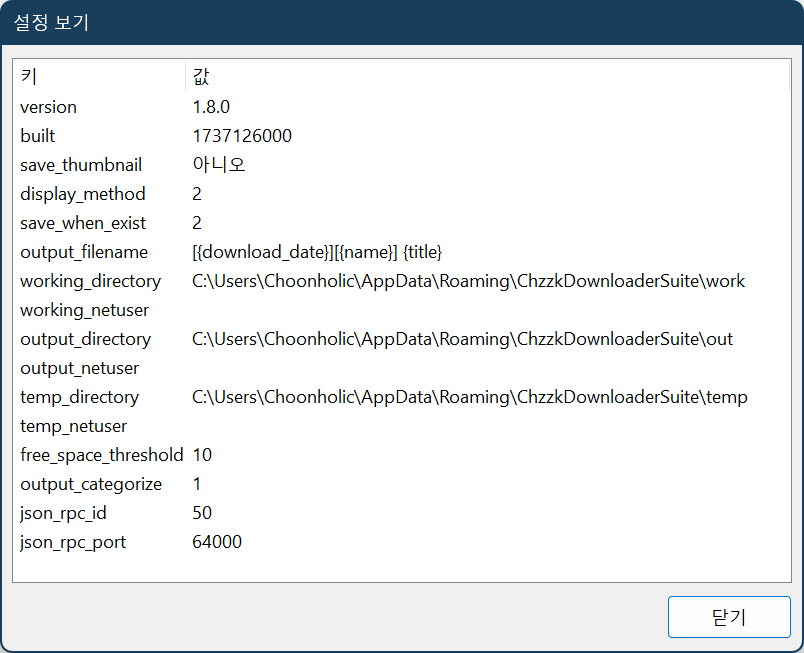 설정 보기
키 값
version 1.8.0
built 1737126000
save_thumbnail 아니오
display_method 2
save_when_exist 2
output_filename [{download_date}][{name}] {title}
working_directory C:\Users\Choonholic\AppData\Roaming\ChzzkDownloaderSuite\work
working_netuser
output_directory C:\Users\Choonholic\AppData\Roaming\ChzzkDownloaderSuite\out
output_netuser
temp_directory C:\Users\Choonholic\AppData\Roaming\ChzzkDownloaderSuite\temp
temp_netuser
free_space_threshold 10
output_categorize 1
json_rpc_id 50
json_rpc_port 64000
닫기